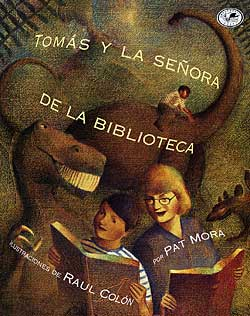 TOMÁS Y LA SEÑORA
DE LA BIBLIOTECA
ILUSTRACIONES DE RAUL COLÓN
POR PAT MORA